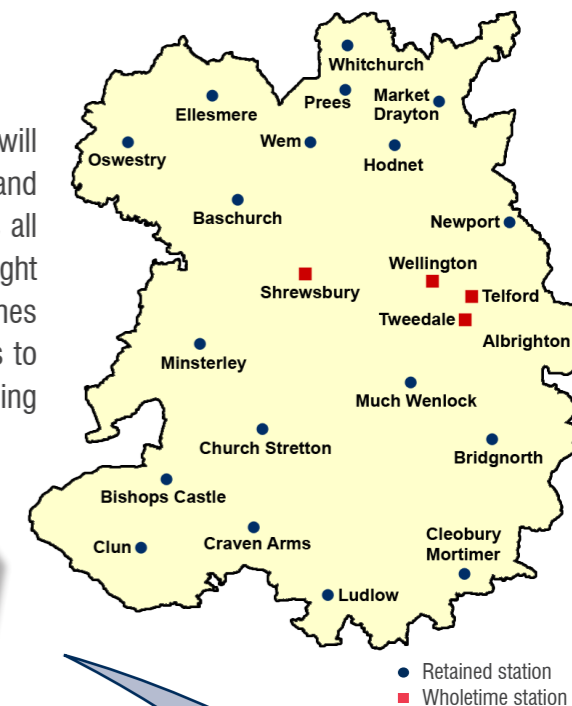 will
and
all
ght
nes
s to
ing
Whitchurch
Prees
Market
Drayton
Ellesmere
Wem
Hodnet
Oswestry
Baschurch
Newport
Wellington
Shrewsbury
Telford
Tweedale
Albrighton
Minsterley
Much Wenlock
Church Stretton
Bridgnorth
Bishops Castle
Cleobury
Mortimer
Craven Arms
Clun
Ludlow
Retained station
Wholetime station